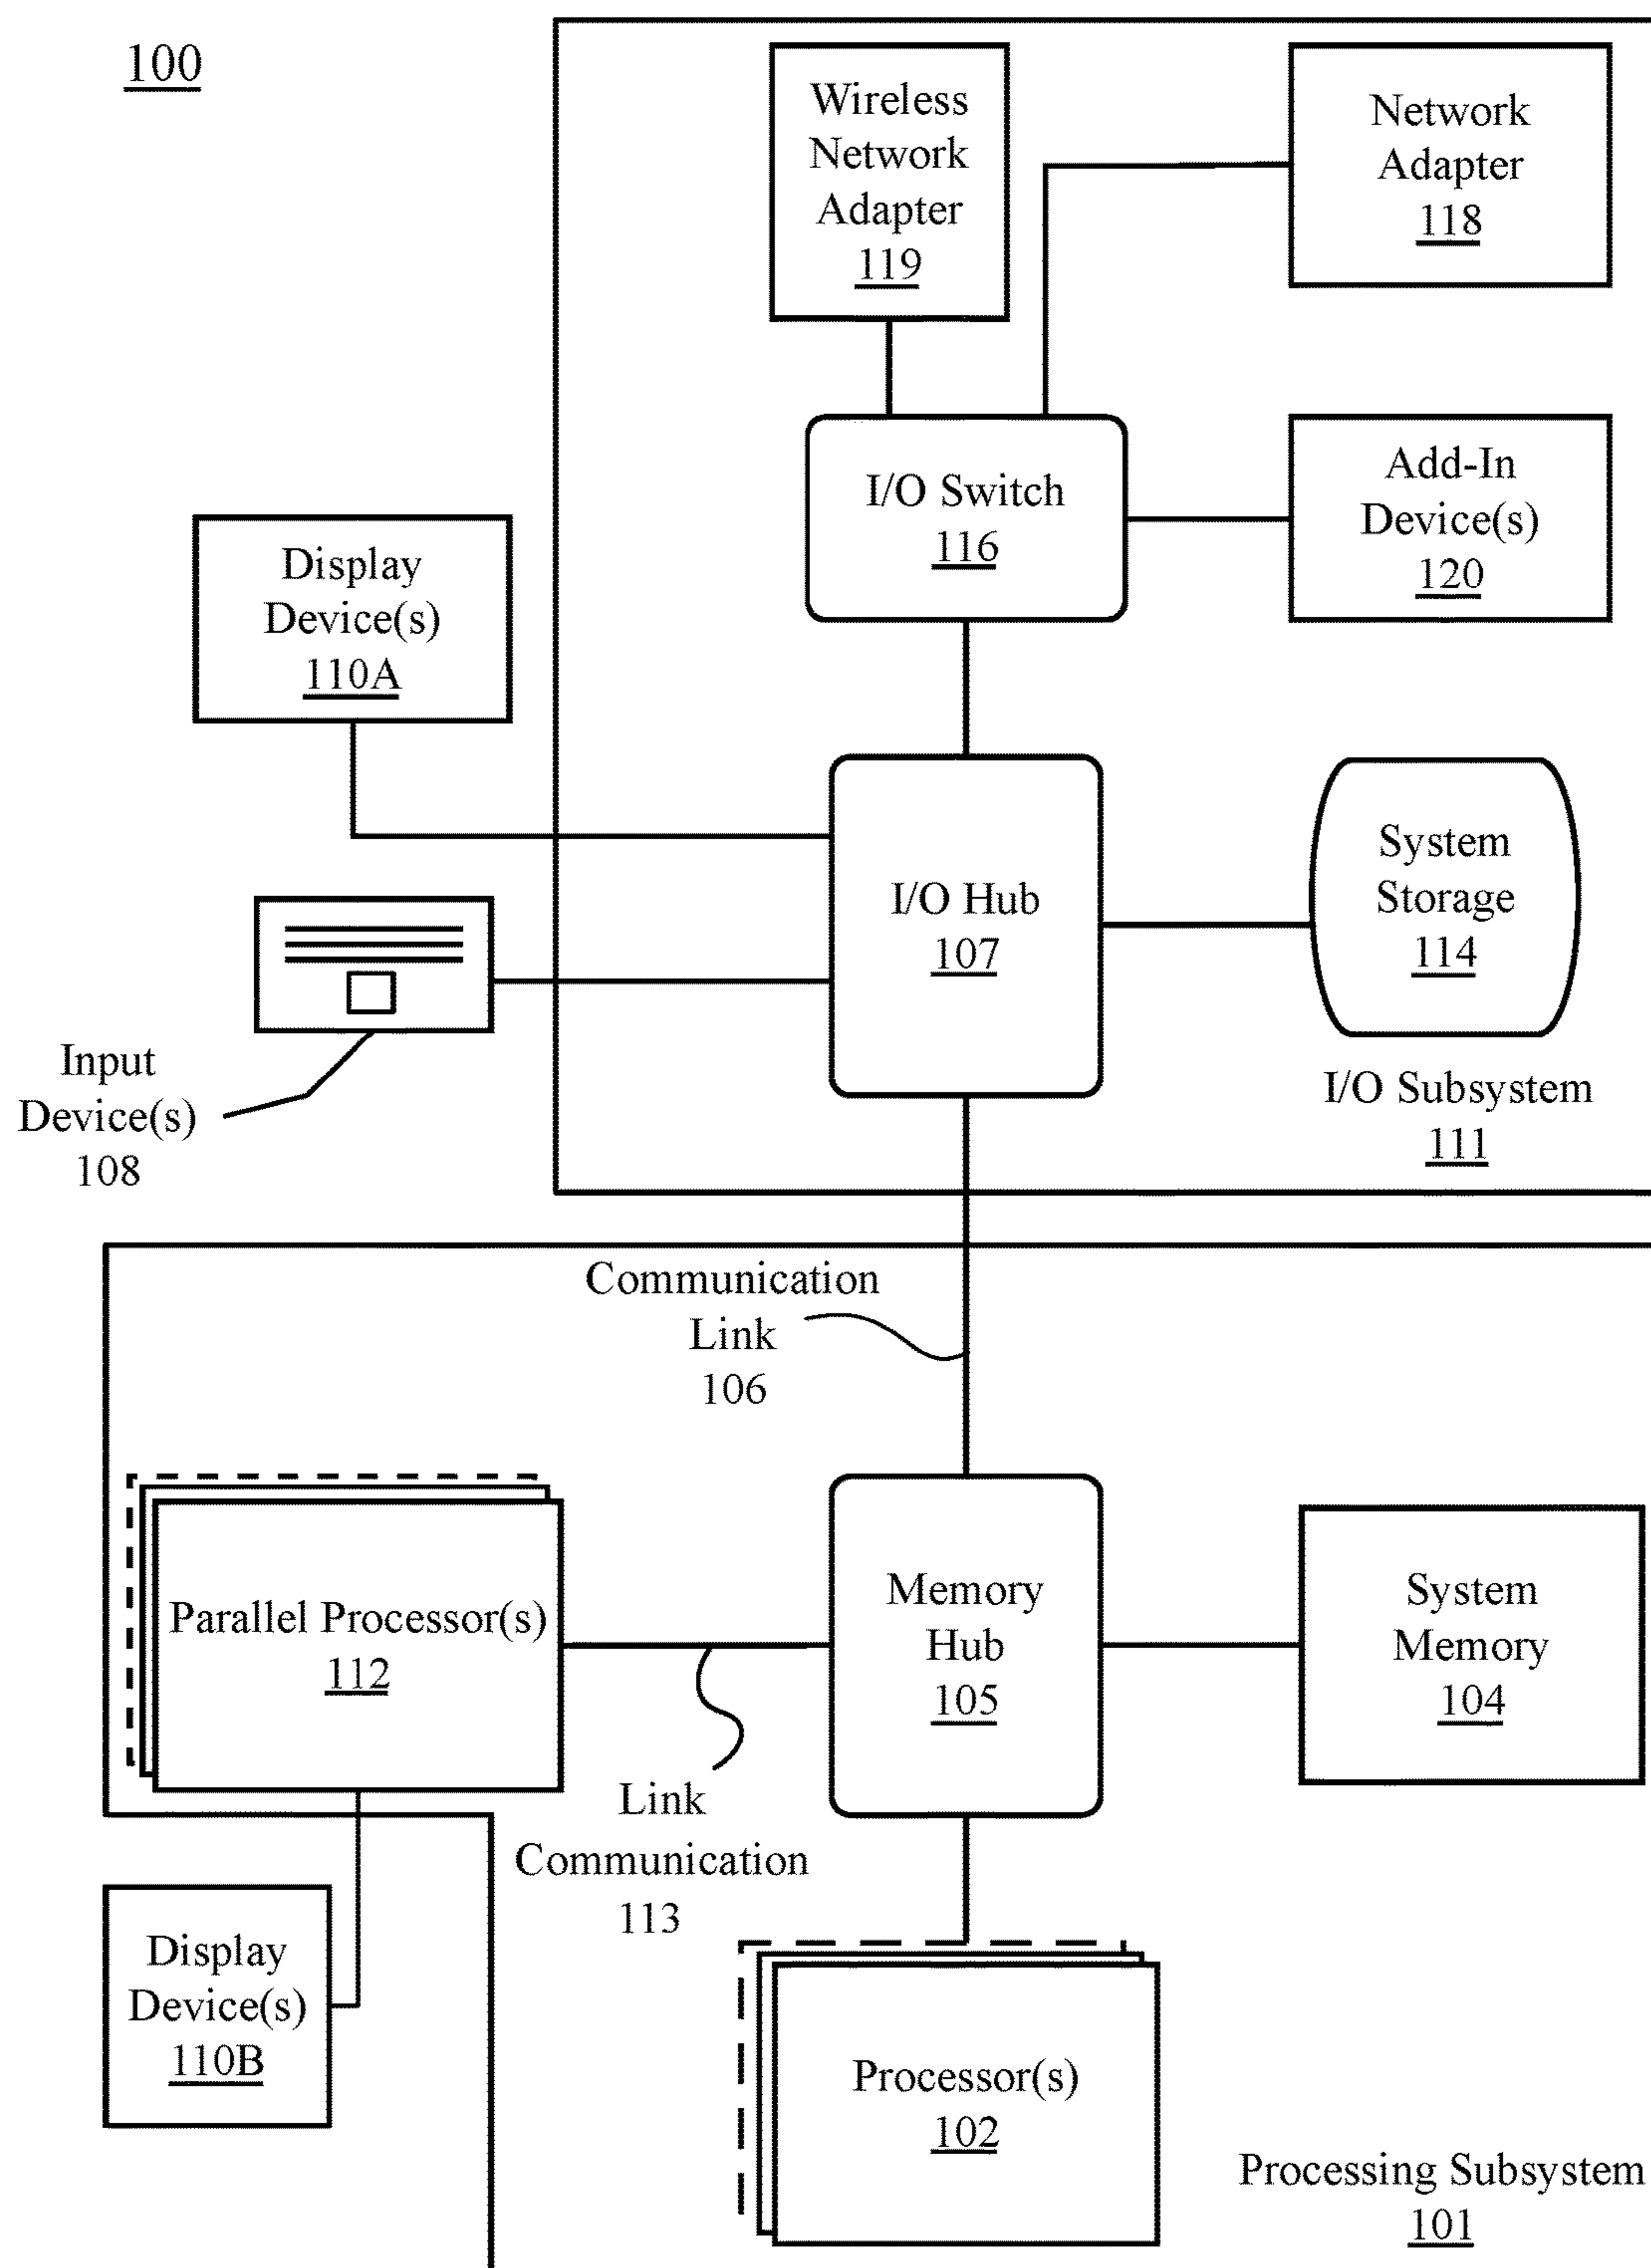 100
Wireless
Network
Adapter
119
Network
Adapter
118
I/O Switch
116
Add-In
Device(s)
120
Display
Device(s)
110A
I/O Hub
107
System
Storage
114
Input
Device(s)
108
I/O Subsystem
111
Communication
Link
106
Parallel Processor(s)
112
Memory
Hub
105
System
Memory
104
Link
Communication
113
Display
Device(s)
110B
Processor(s)
102
Processing Subsystem
101